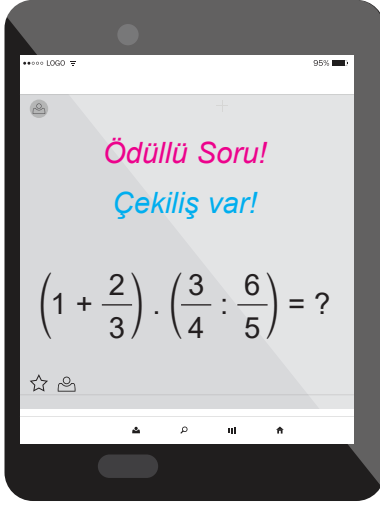 ●●○○○ LOGO 95%
Ödüllü Soru!
Çekiliş var!
(1 + 2/3) . (3/4 : 6/5) = ?